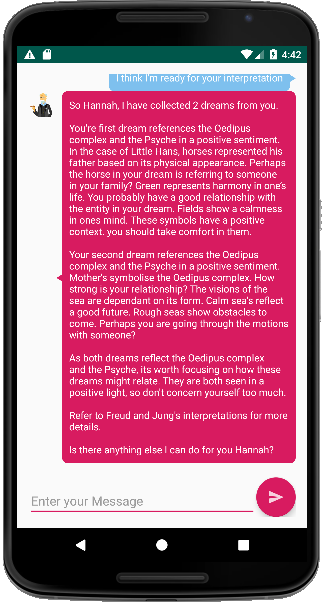 4:42
I think I'm ready for your interpretation
So Hannah, I have collected 2 dreams from you.
You're first dream references the Oedipus
complex and the Psyche in a positive sentiment.
In the case of Little Hans, horses represented his
father based on its physical appearance. Perhaps
the horse in your dream is referring to someone
in your family? Green represents harmony in one's
life. You probably have a good relationship with
the entity in your dream. Fields show a calmness
in ones mind. These symbols have a positive
context, you should take comfort in them.
Your second dream references the Oedipus
complex and the Psyche in a positive sentiment.
Mother's symbolise the Oedipus complex. How
strong is your relationship? The visions of the
sea are dependant on its form. Calm sea's reflect
a good future. Rough seas show obstacles to
come. Perhaps you are going through the motions
with someone?
As both dreams reflect the Oedipus complex
and the Psyche, its worth focusing on how these
dreams might relate. They are both seen in a
positive light, so don't concern yourself too much.
Refer to Freud and Jung's interpretations for more
details.
Is there anything else I can do for you Hannah?
Enter your Message